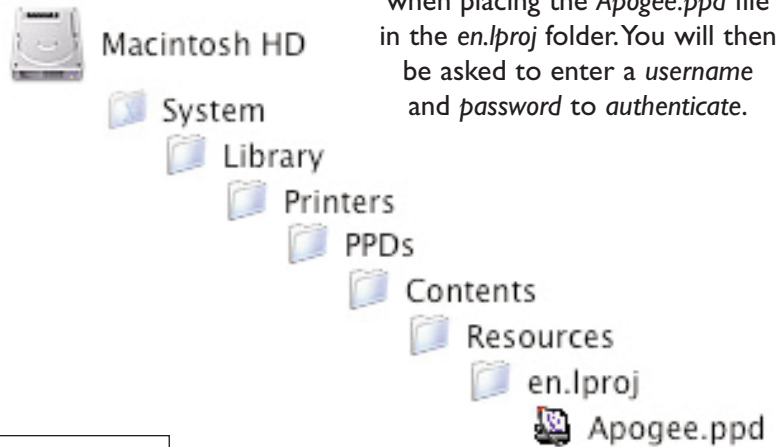 when placing the Apogee.ppd file
in the en.lproj folder. You will then
be asked to enter a username
and password to authenticate.
Macintosh HD
System
Library
Printers
PPDs
Contents
Resources
en.lproj
Apogee.ppd